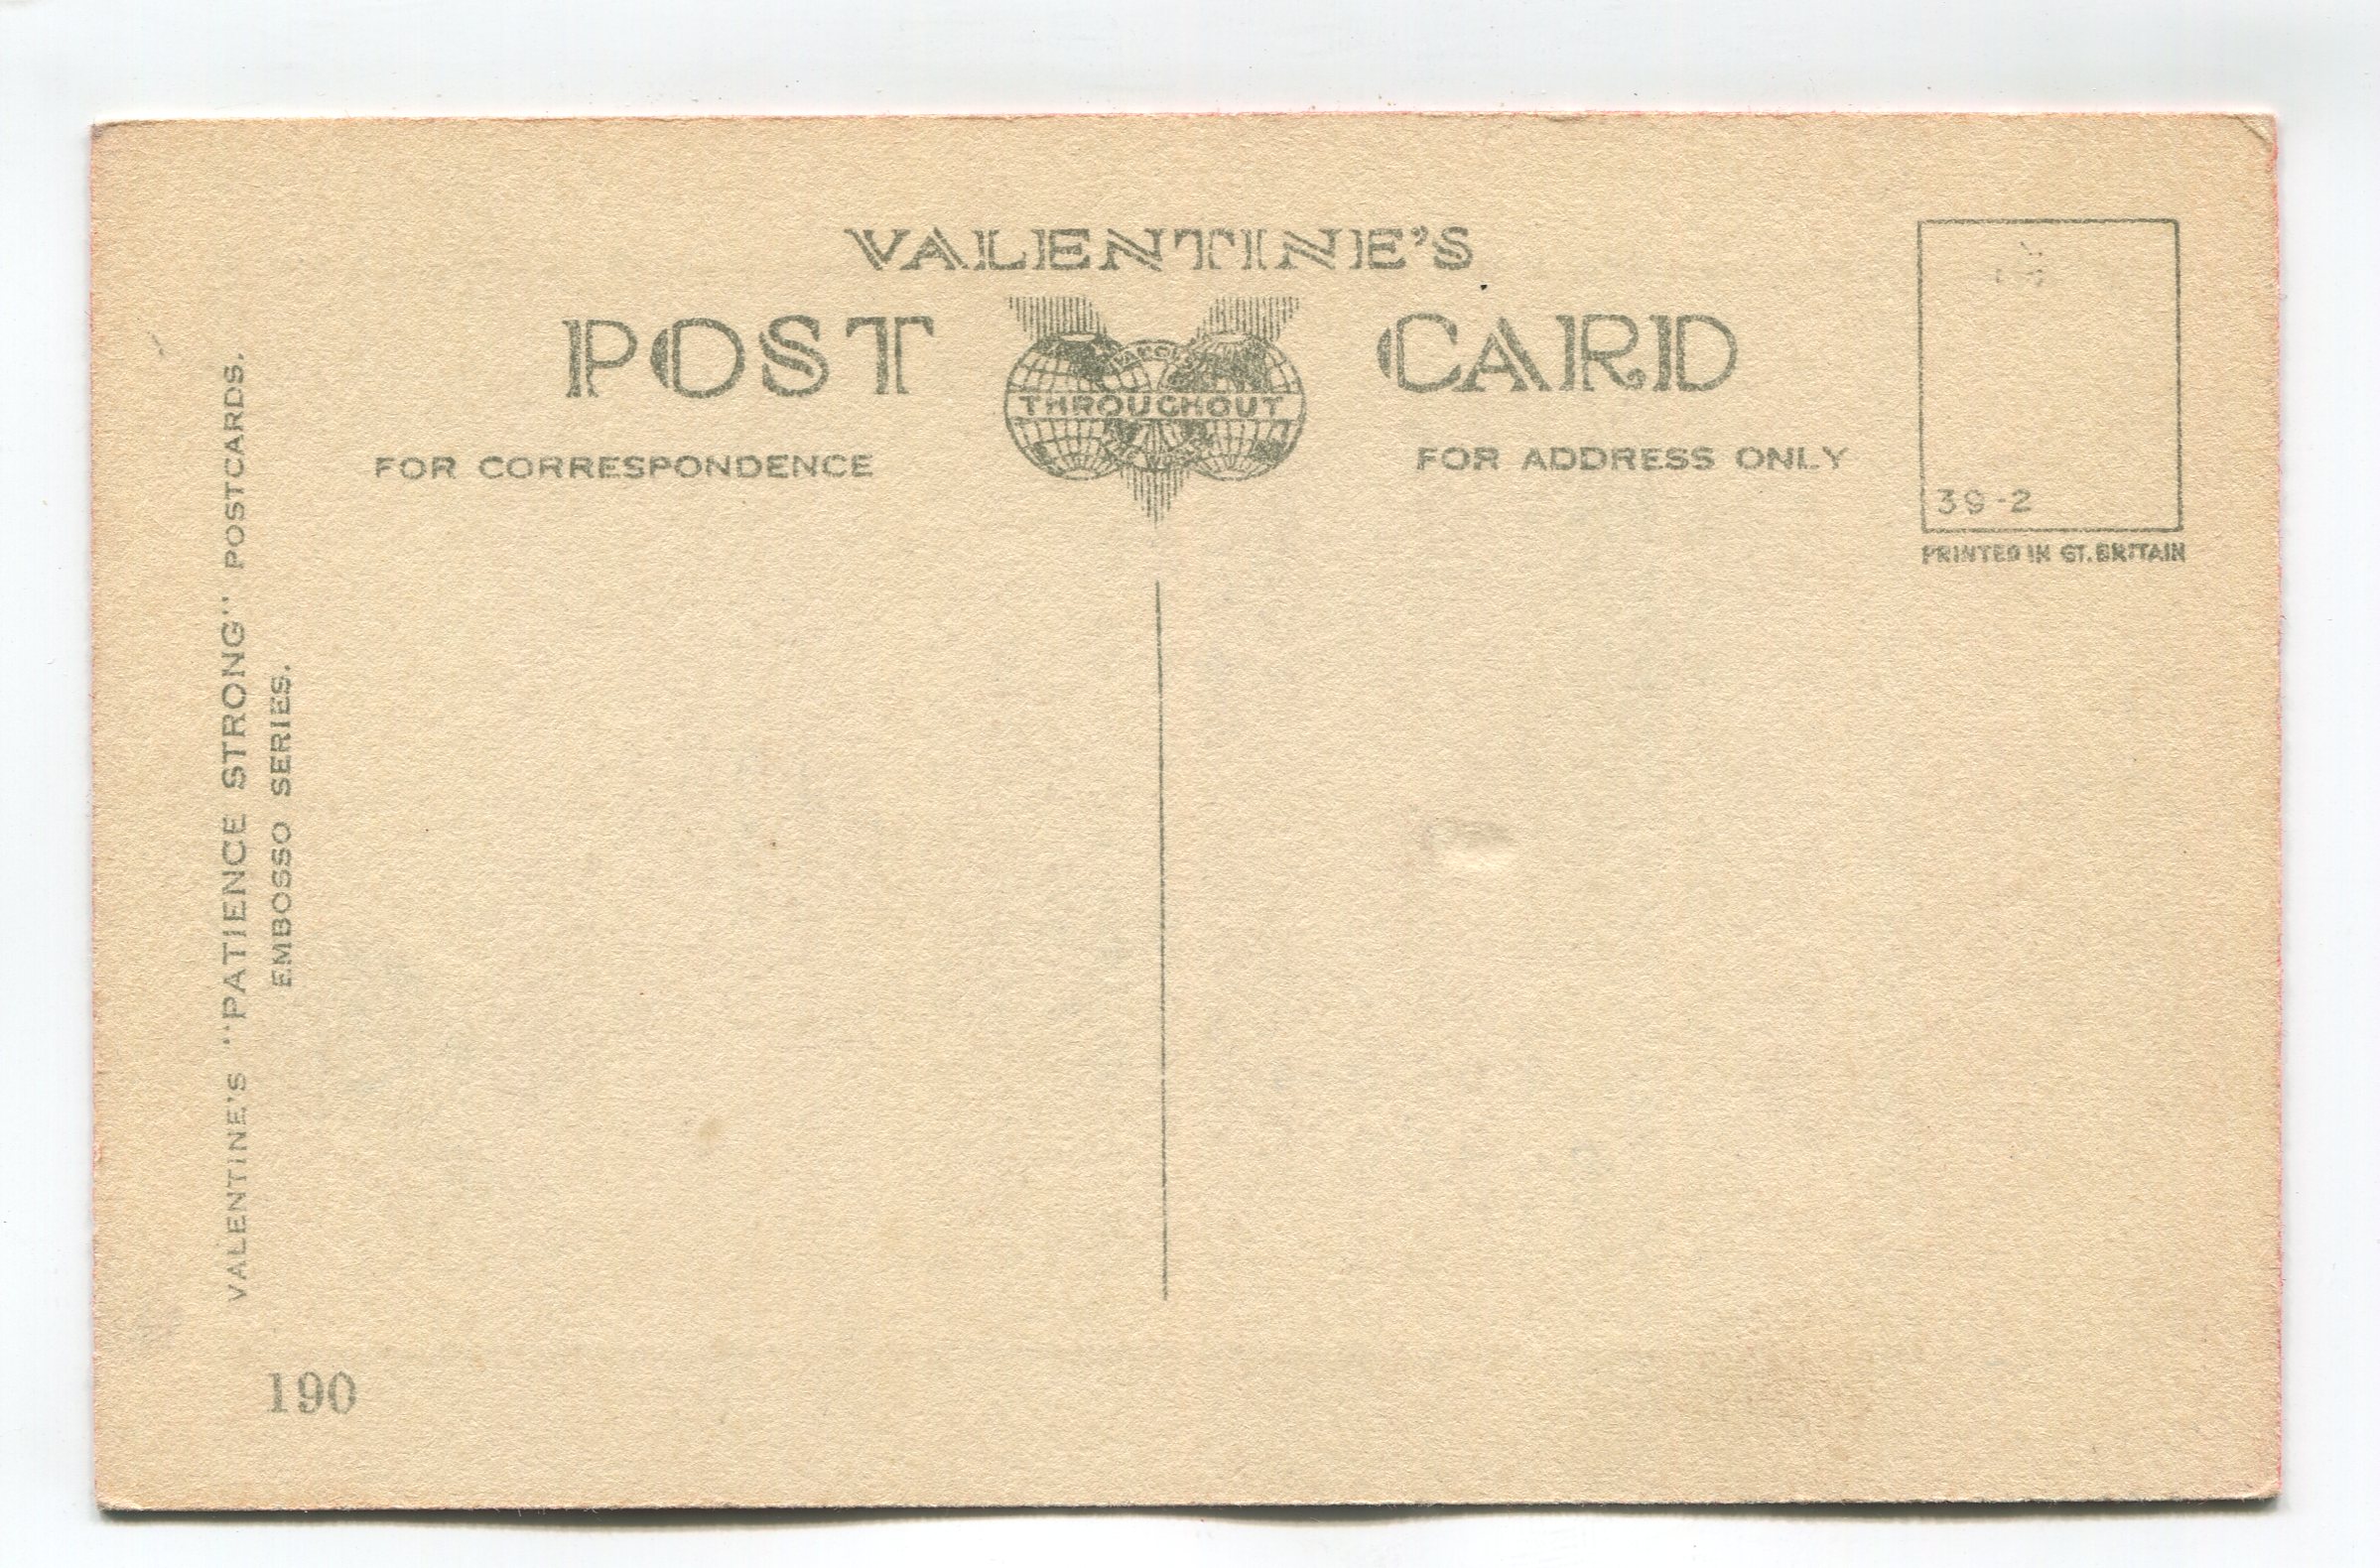 VALENTINE'S
POST CARD
THROUGHOUT
FOR CORRESPONDENCE
FOR ADDRESS ONLY
39-2
PRINTED IN GT. BRITAIN
VALENTINE'S "PATIENCE STRONG" POSTCARDS.
EMBOSSO SERIES.
190